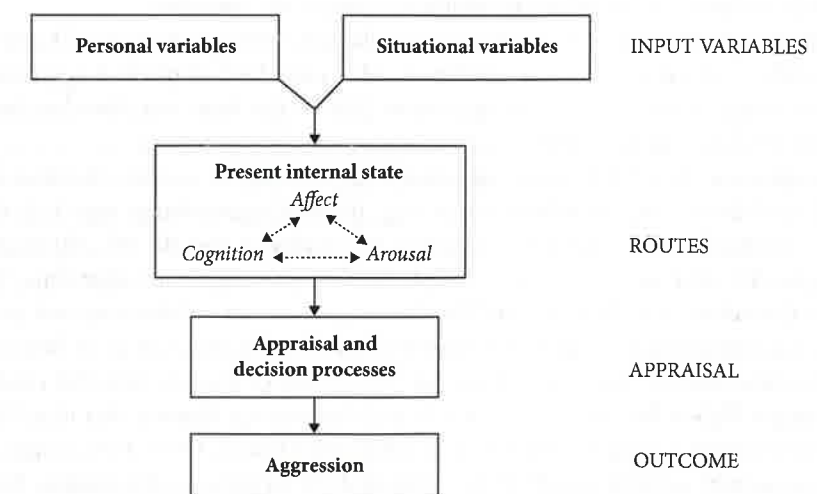 Personal variables
Situational variables
INPUT VARIABLES
Present internal state
Affect
Cognition
Arousal
ROUTES
Appraisal and
decision processes
APPRAISAL
Aggression
OUTCOME